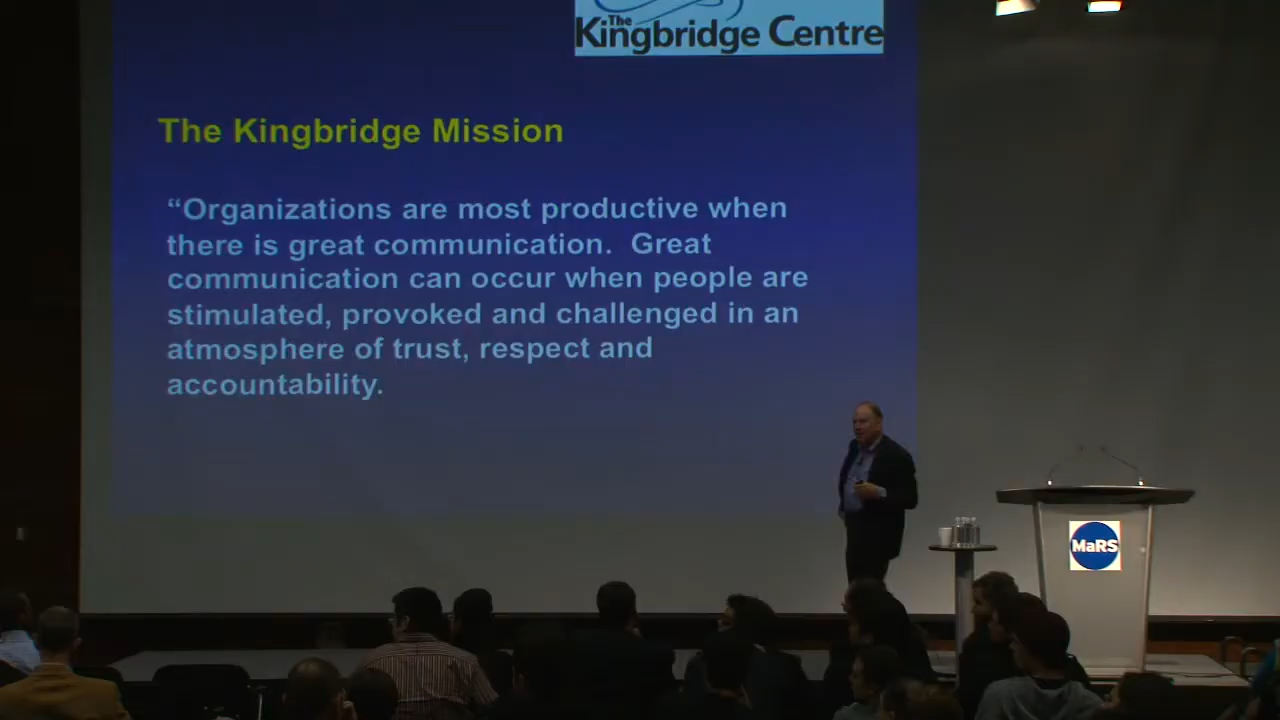 The
Kingbridge Centre
The Kingbridge Mission
“Organizations are most productive when
there is great communication.  Great
communication can occur when people are
stimulated, provoked and challenged in an
atmosphere of trust, respect and
accountability.
MaRS